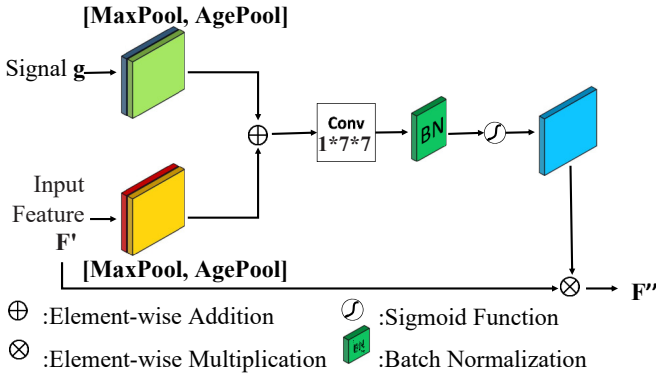 [MaxPool, AgePool]
Signal g
Conv
1*7*7
BN
Input
Feature
F'
[MaxPool, AgePool]
F''
:Element-wise Addition
:Sigmoid Function
:Element-wise Multiplication
BN
:Batch Normalization